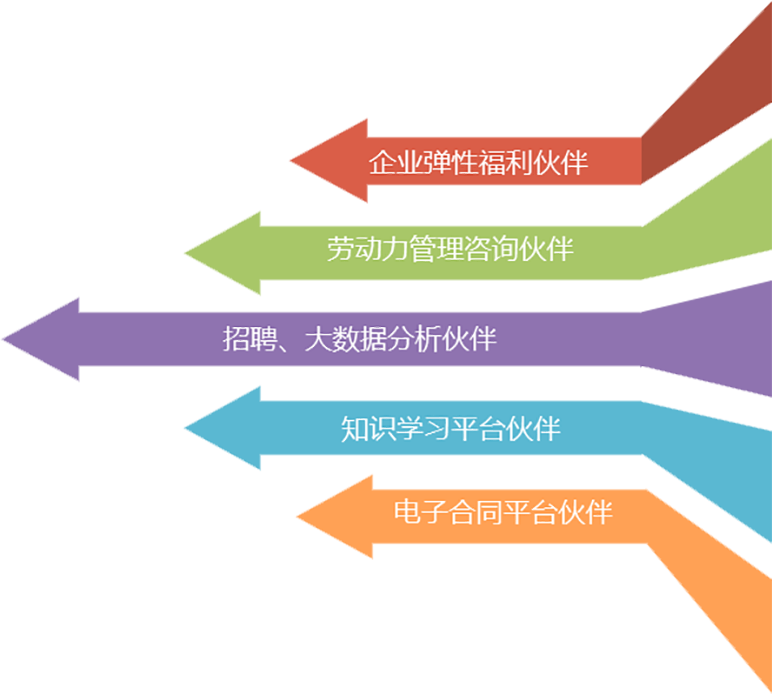 企业弹性福利伙伴
劳动力管理咨询伙伴
招聘、大数据分析伙伴
知识学习平台伙伴
电子合同平台伙伴